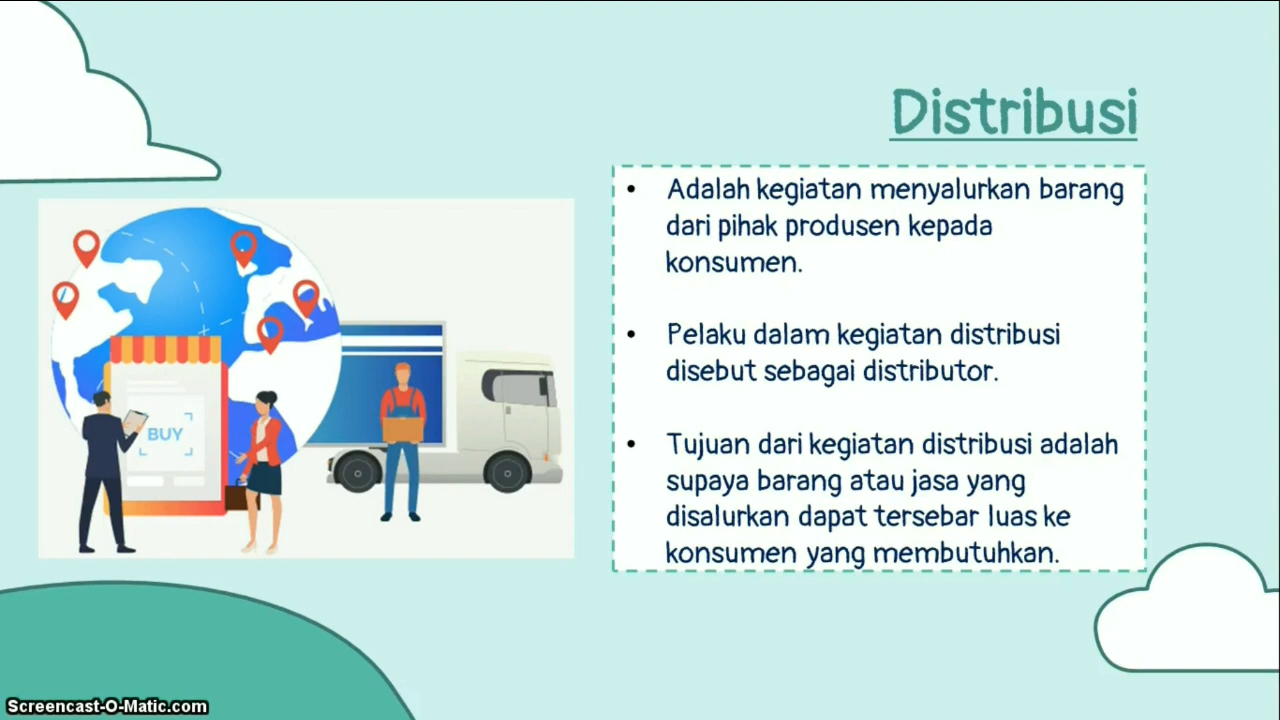 Distribusi
• Adalah kegiatan menyalurkan barang
dari pihak produsen kepada
konsumen.
• Pelaku dalam kegiatan distribusi
disebut sebagai distributor.
• Tujuan dari kegiatan distribusi adalah
supaya barang atau jasa yang
disalurkan dapat tersebar luas ke
konsumen yang membutuhkan.
BUY
Screencast-O-Matic.com